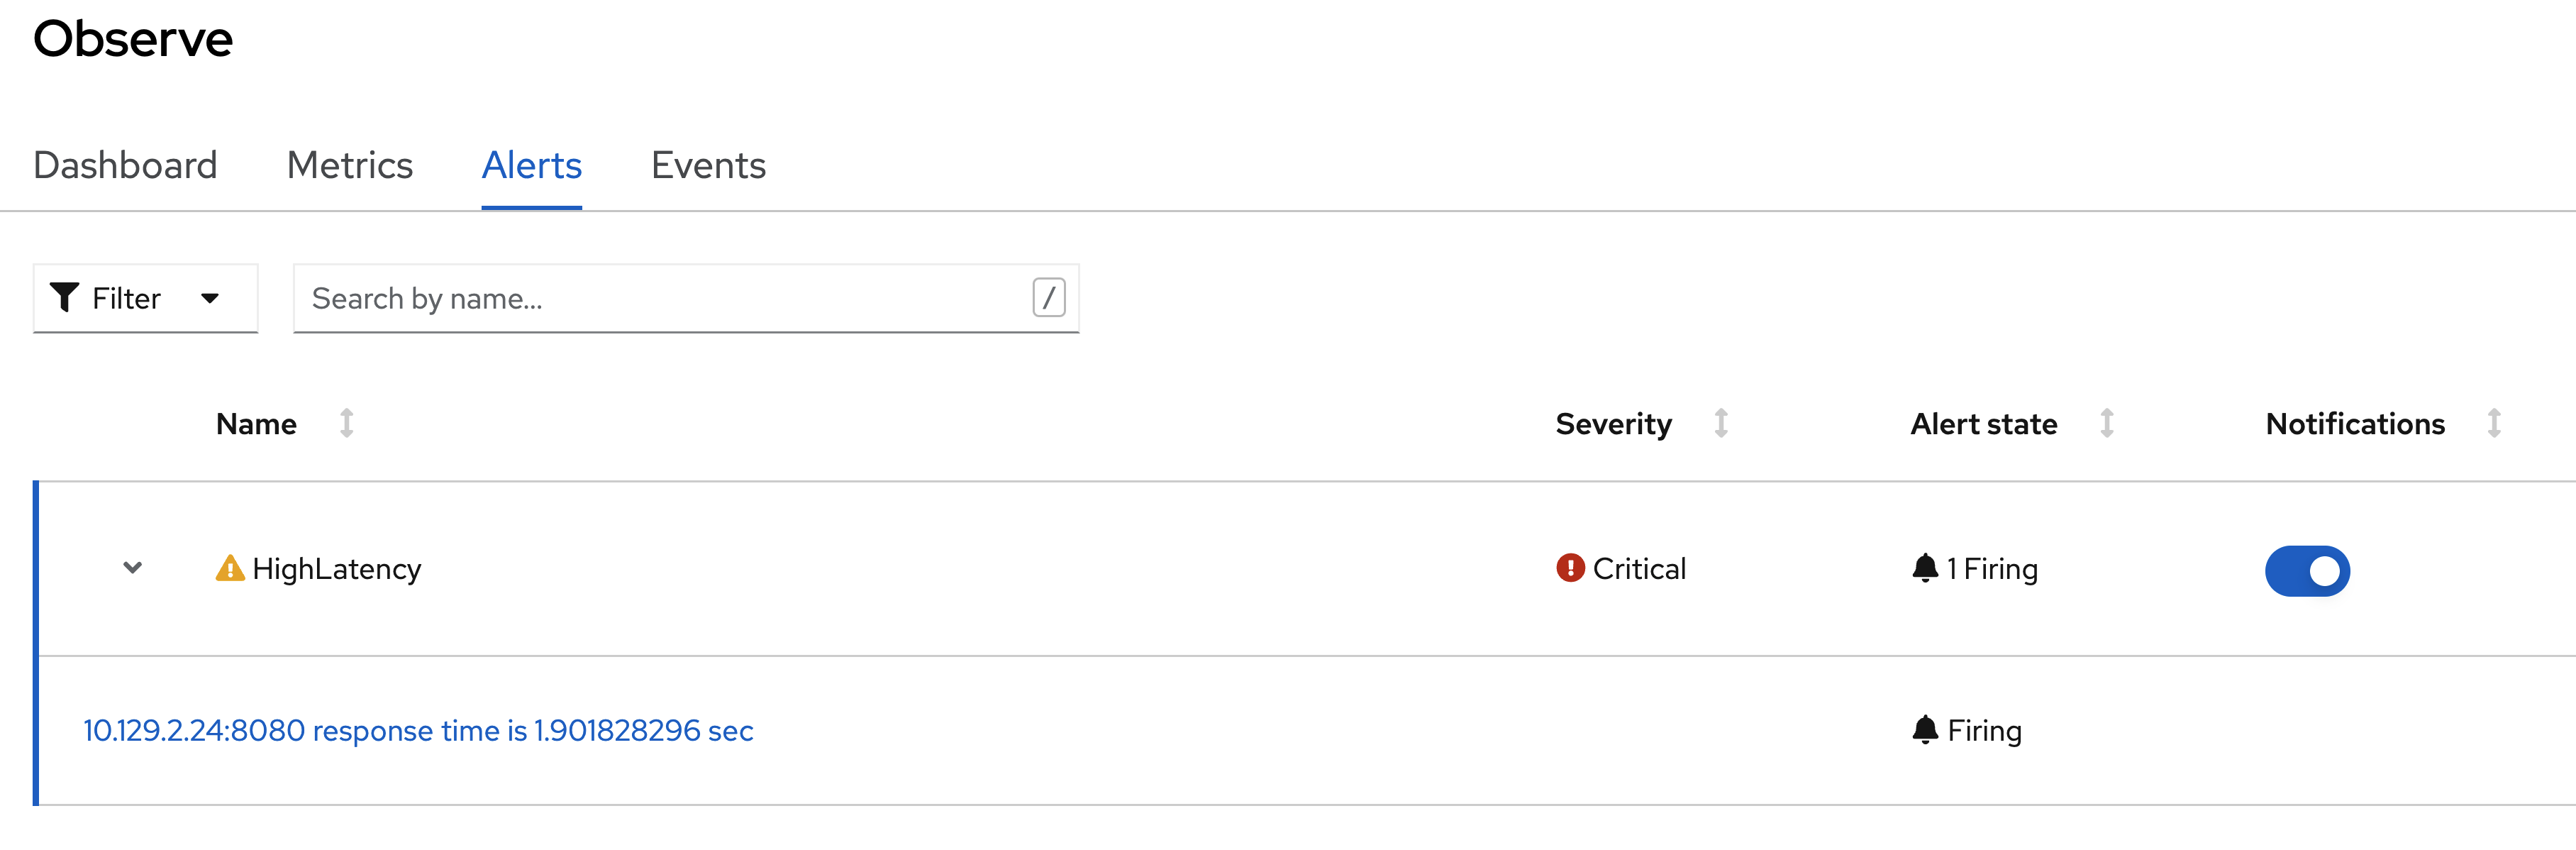 Observe
Dashboard Metrics Alerts Events
Filter Search by name... /
Name Severity Alert state Notifications
HighLatency Critical 1 Firing
10.129.2.24:8080 response time is 1.901828296 sec Firing